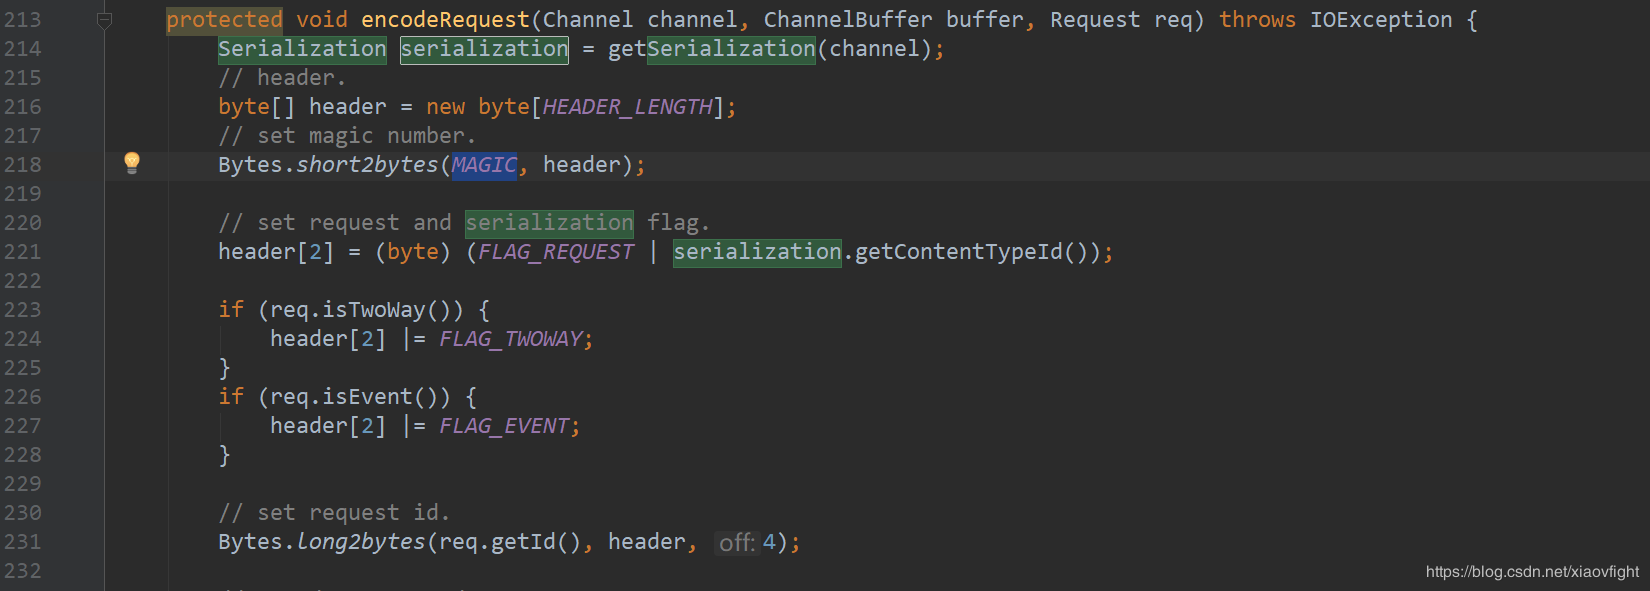 213 protected void encodeRequest(Channel channel, ChannelBuffer buffer, Request req) throws IOException {
214 Serialization serialization = getSerialization(channel);
215 // header.
216 byte[] header = new byte[HEADER_LENGTH];
217 // set magic number.
218 Bytes.short2bytes(MAGIC, header);
219
220 // set request and serialization flag.
221 header[2] = (byte) (FLAG_REQUEST | serialization.getContentTypeId());
222
223 if (req.isTwoWay()) {
224 header[2] |= FLAG_TWOWAY;
225 }
226 if (req.isEvent()) {
227 header[2] |= FLAG_EVENT;
228 }
229
230 // set request id.
231 Bytes.long2bytes(req.getId(), header, off: 4);
232
https://blog.csdn.net/xiaovfight